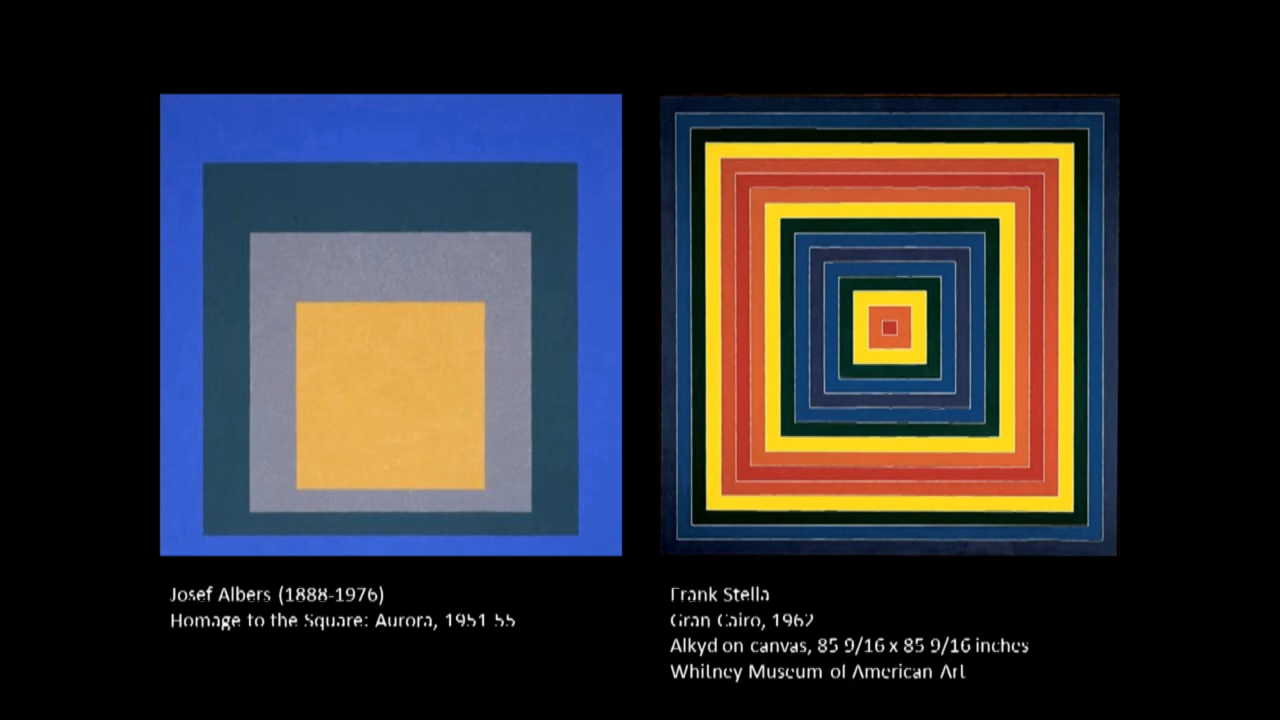 Josef Albers (1888-1976)
Homage to the Square: Aurora, 1951-55
Frank Stella
Gran Cairo, 1962
Alkyd on canvas, 85 9/16 x 85 9/16 inches
Whitney Museum of American Art